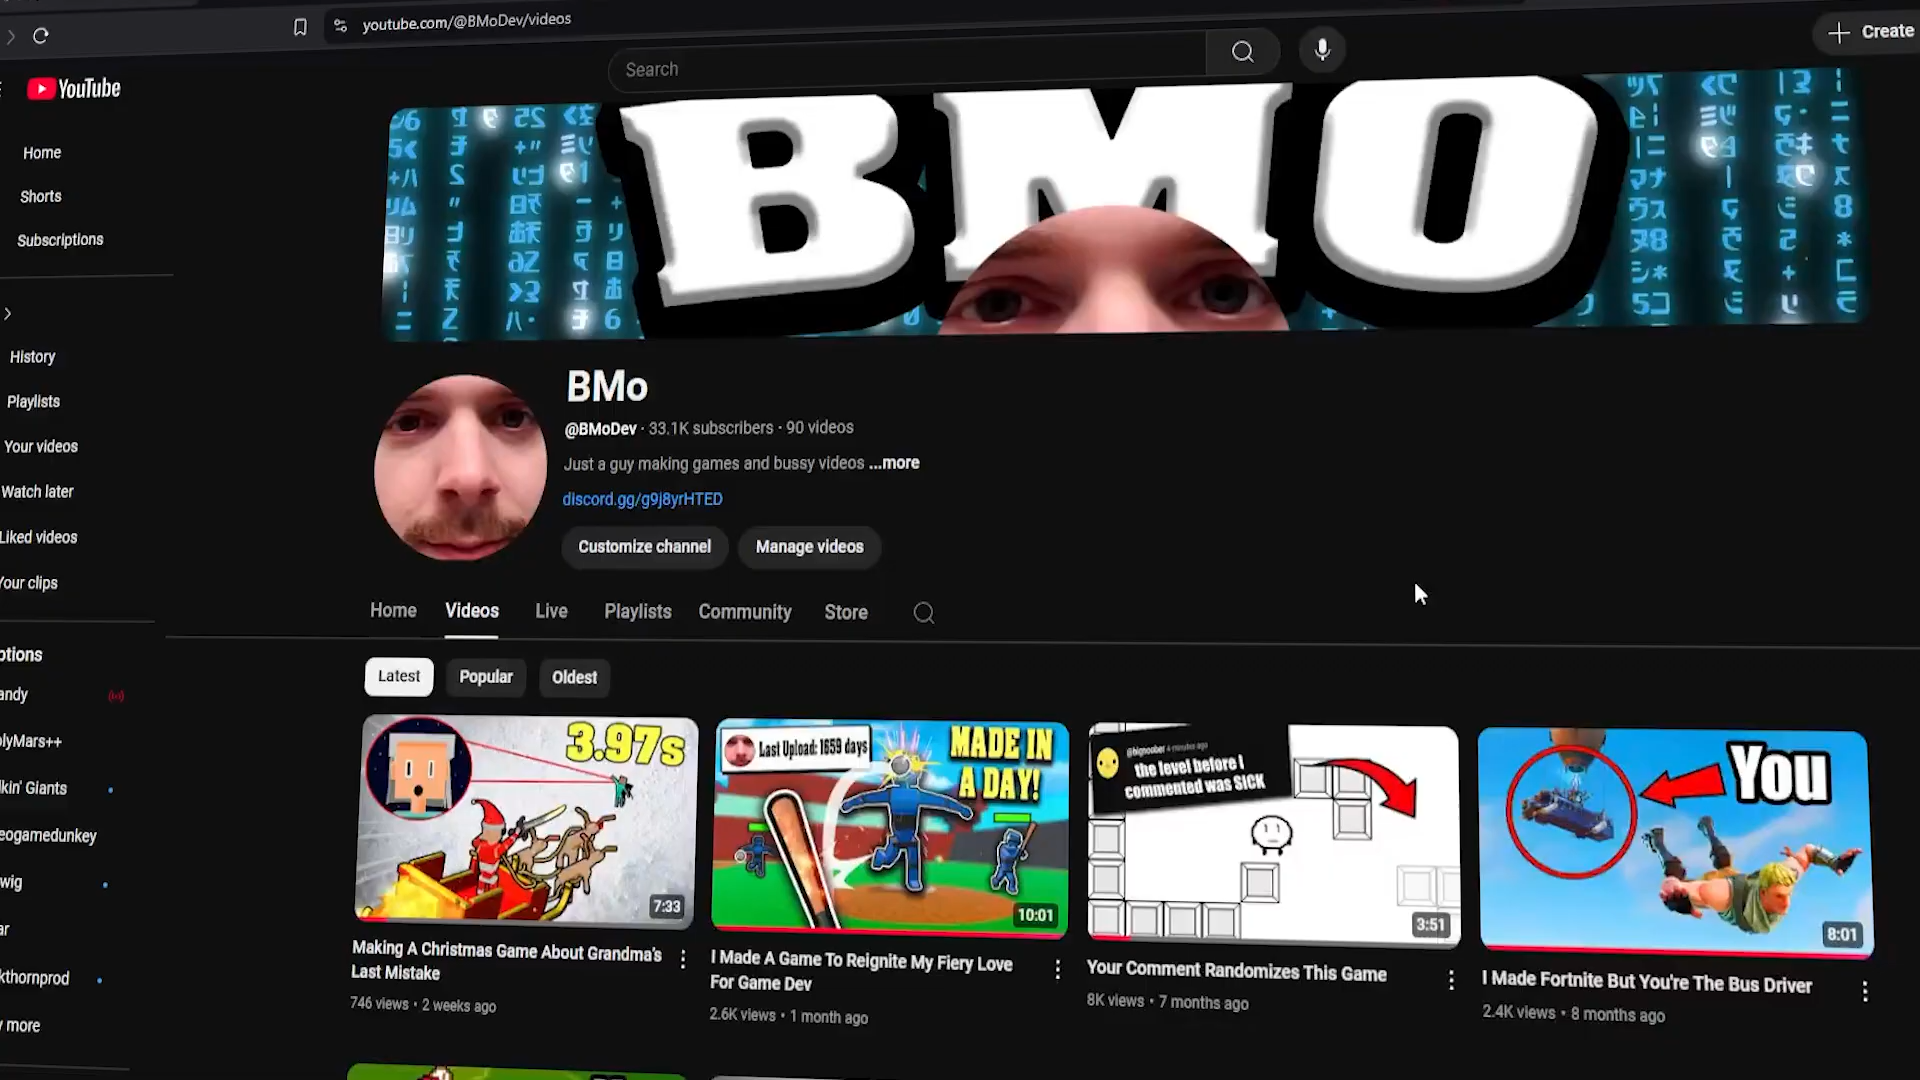 youtube.com/@BMoDev/videos
Search
Create
YouTube
Home
Shorts
Subscriptions
History
Playlists
Your videos
Watch later
Liked videos
Your clips
BMO
BMo
@BMoDev · 33.1K subscribers · 90 videos
Just a guy making games and bussy videos ...more
discord.gg/g9j8yrHTED
Customize channel
Manage videos
Home
Videos
Live
Playlists
Community
Store
Latest
Popular
Oldest
3.97s
7:33
Making A Christmas Game About Grandma's
Last Mistake
746 views • 2 weeks ago
Last Upload: 1659 days
MADE IN
A DAY!
10:01
I Made A Game To Reignite My Fiery Love
For Game Dev
2.6K views • 1 month ago
@bignoober 4 minutes ago
the level before I
commented was SICK
3:51
Your Comment Randomizes This Game
8K views • 7 months ago
You
8:01
I Made Fortnite But You're The Bus Driver
2.4K views • 8 months ago
ptions
andy
olyMars++
kin' Giants
eogamedunkey
wig
ar
kthornprod
more